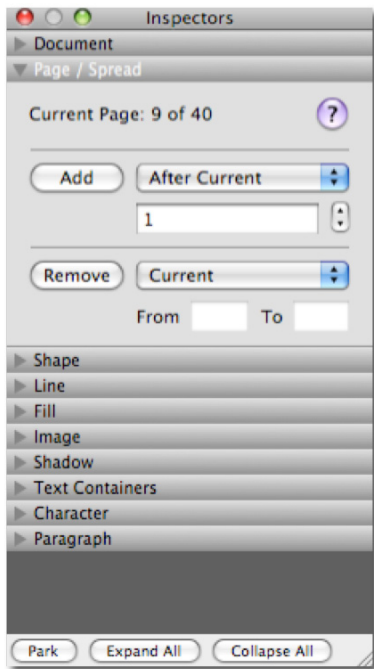 Inspectors
Document
Page / Spread
Current Page: 9 of 40 ?
Add After Current
1
Remove Current
From To
Shape
Line
Fill
Image
Shadow
Text Containers
Character
Paragraph
Park Expand All Collapse All